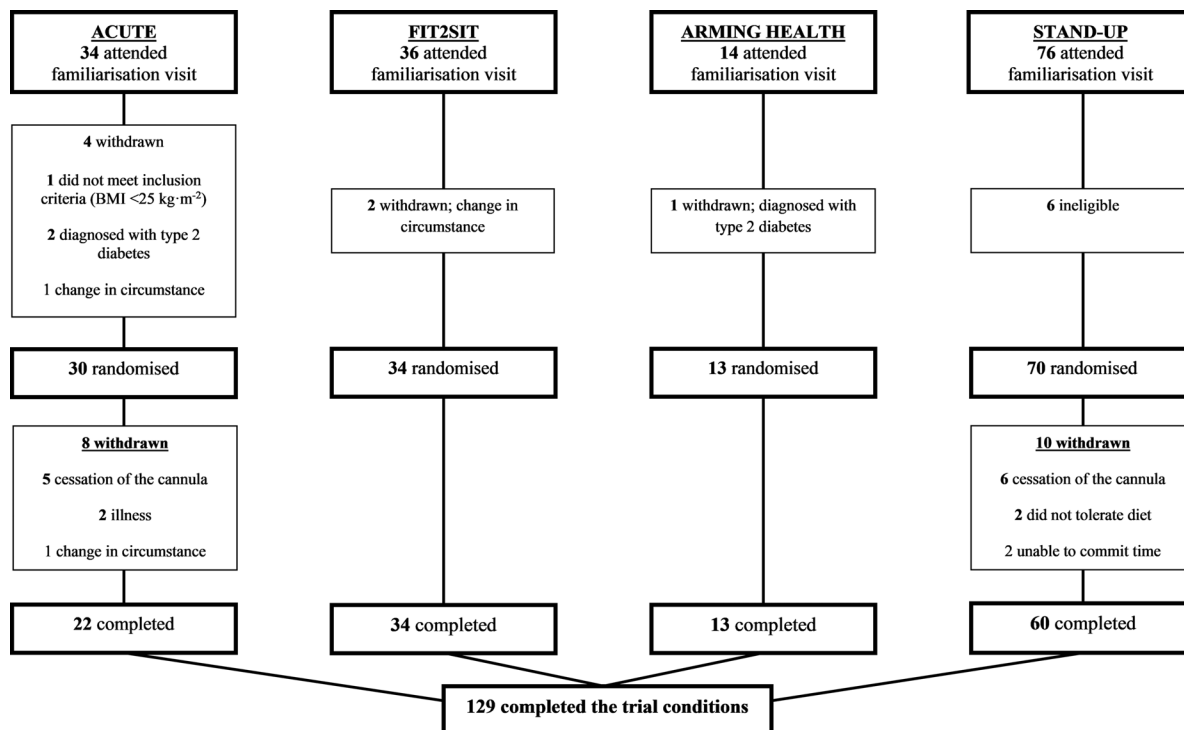 ACUTE
34 attended
familiarisation visit
FIT2SIT
36 attended
familiarisation visit
ARMING HEALTH
14 attended
familiarisation visit
STAND-UP
76 attended
familiarisation visit
4 withdrawn
1 did not meet inclusion
criteria (BMI <25 kg·m⁻²)
2 diagnosed with type 2
diabetes
1 change in circumstance
2 withdrawn; change in
circumstance
1 withdrawn; diagnosed with
type 2 diabetes
6 ineligible
30 randomised
34 randomised
13 randomised
70 randomised
8 withdrawn
5 cessation of the cannula
2 illness
1 change in circumstance
10 withdrawn
6 cessation of the cannula
2 did not tolerate diet
2 unable to commit time
22 completed
34 completed
13 completed
60 completed
129 completed the trial conditions